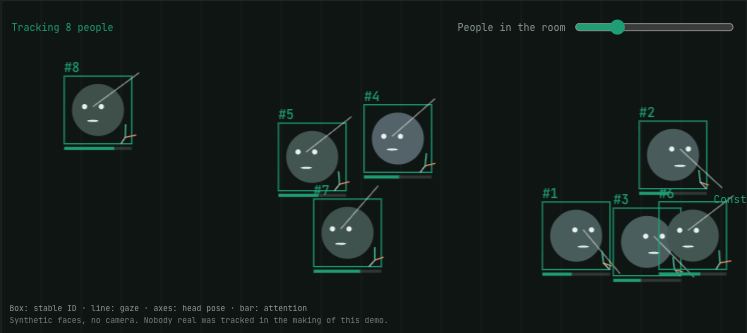 Tracking 8 people
People in the room
#8
#4
#5
#2
#7
#1
#3
#6
Const
Box: stable ID · line: gaze · axes: head pose · bar: attention
Synthetic faces, no camera. Nobody real was tracked in the making of this demo.